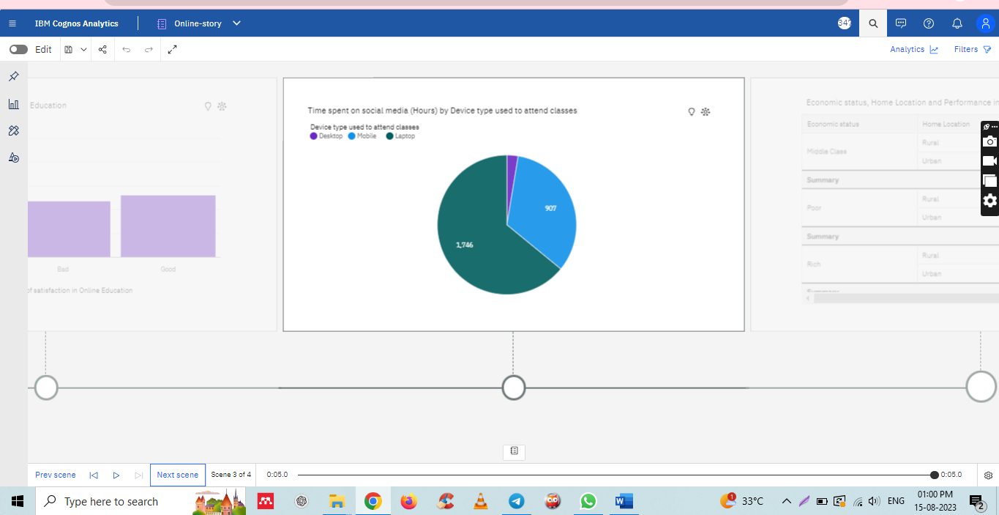 IBM Cognos Analytics
Online-story
Edit
Analytics
Filters
Education
Bad
Good
of satisfaction in Online Education
Time spent on social media (Hours) by Device type used to attend classes
Device type used to attend classes
Desktop Mobile Laptop
907
1,746
Economic status, Home Location and Performance in
Economic status Home Location
Middle Class
Rural
Urban
Summary
Poor
Rural
Urban
Summary
Rich
Rural
Urban
Summary
Prev scene
Next scene
Scene 3 of 4
0:05.0
0:05.0
Type here to search
1
33°C
ENG
01:00 PM
15-08-2023
2